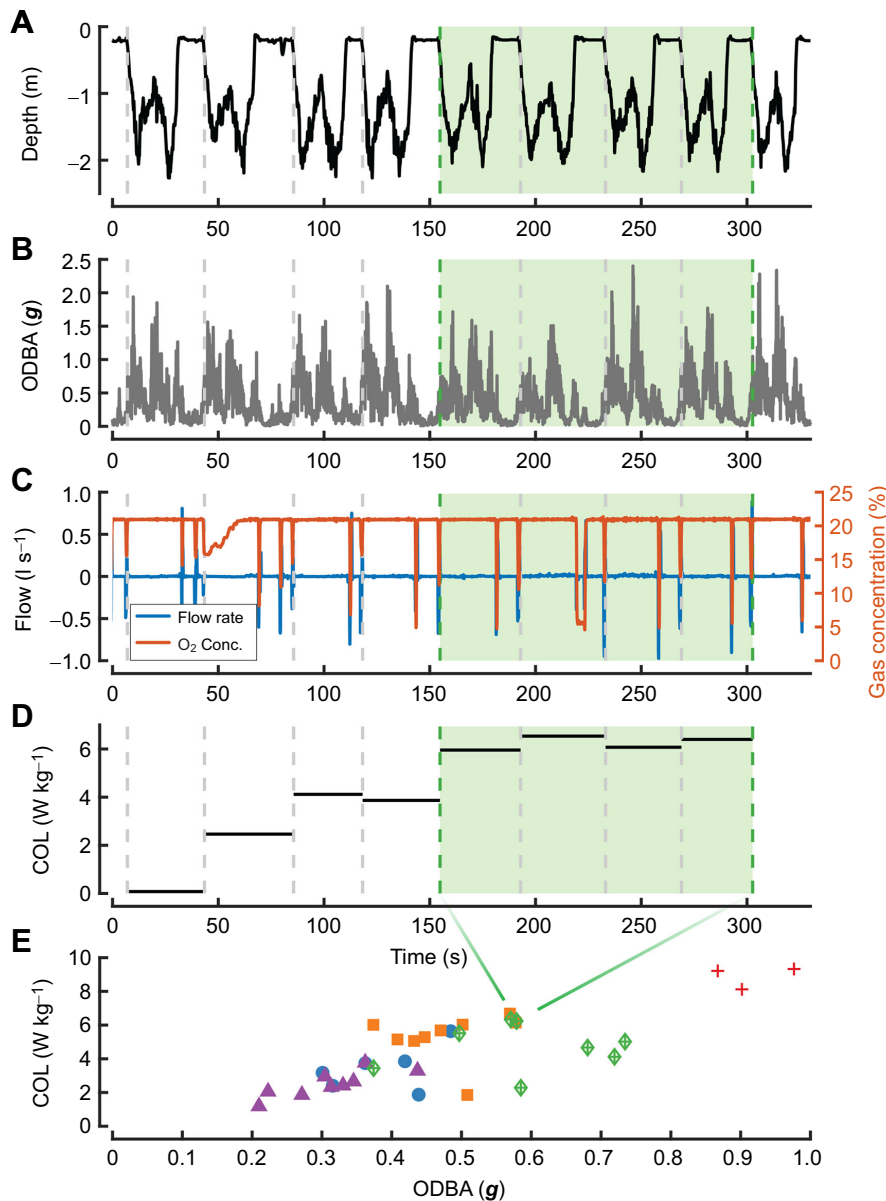 A
Depth (m)
0
−1
−2
0 50 100 150 200 250 300
B
ODBA (g)
2.5
2.0
1.5
1.0
0.5
0
0 50 100 150 200 250 300
C
Flow (l s−1)
1.0
0.5
0
−0.5
−1.0
Flow rate
O2 Conc.
25
20
15
10
5
0
Gas concentration (%)
0 50 100 150 200 250 300
D
COL (W kg−1)
6
4
2
0
0 50 100 150 200 250 300
Time (s)
E
COL (W kg−1)
10
8
6
4
2
0
0 0.1 0.2 0.3 0.4 0.5 0.6 0.7 0.8 0.9 1.0
ODBA (g)